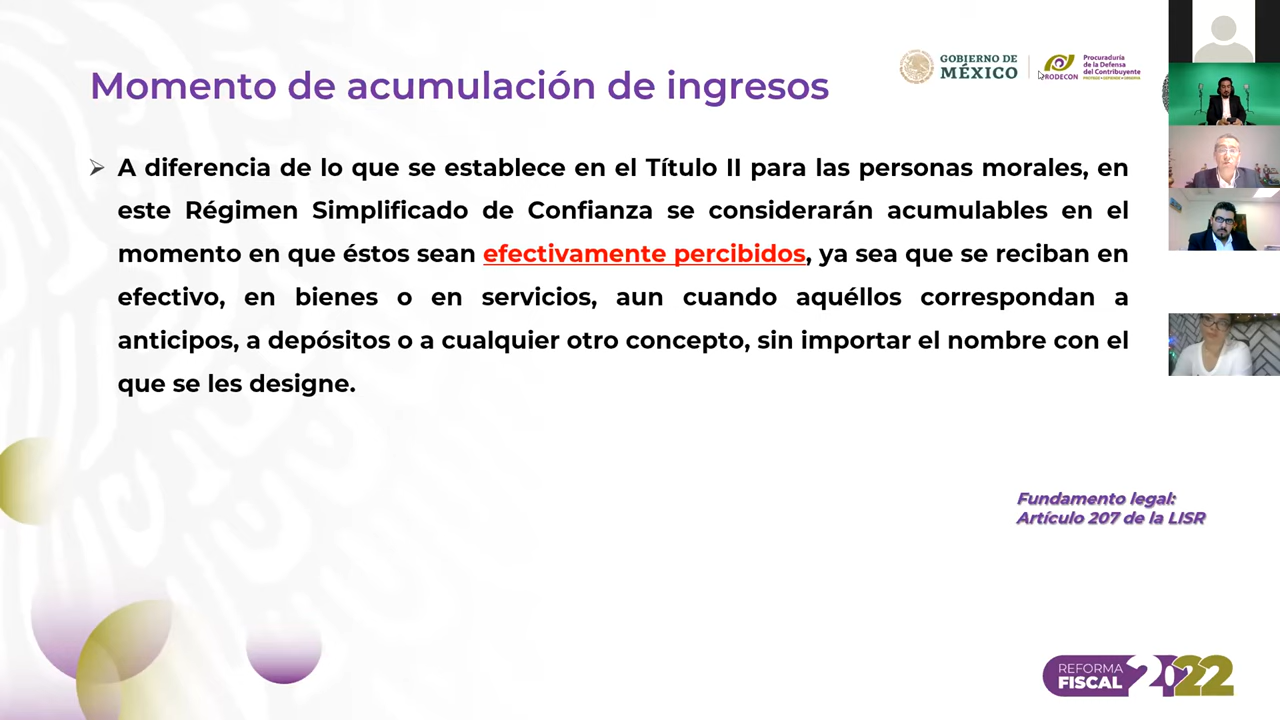 Momento de acumulación de ingresos
GOBIERNO DE
MÉXICO
PRODECON
Procuraduría
de la Defensa
del Contribuyente
A diferencia de lo que se establece en el Título II para las personas morales, en
este Régimen Simplificado de Confianza se considerarán acumulables en el
momento en que éstos sean efectivamente percibidos, ya sea que se reciban en
efectivo, en bienes o en servicios, aun cuando aquéllos correspondan a
anticipos, a depósitos o a cualquier otro concepto, sin importar el nombre con el
que se les designe.
Fundamento legal:
Artículo 207 de la LISR
REFORMA
FISCAL 2022